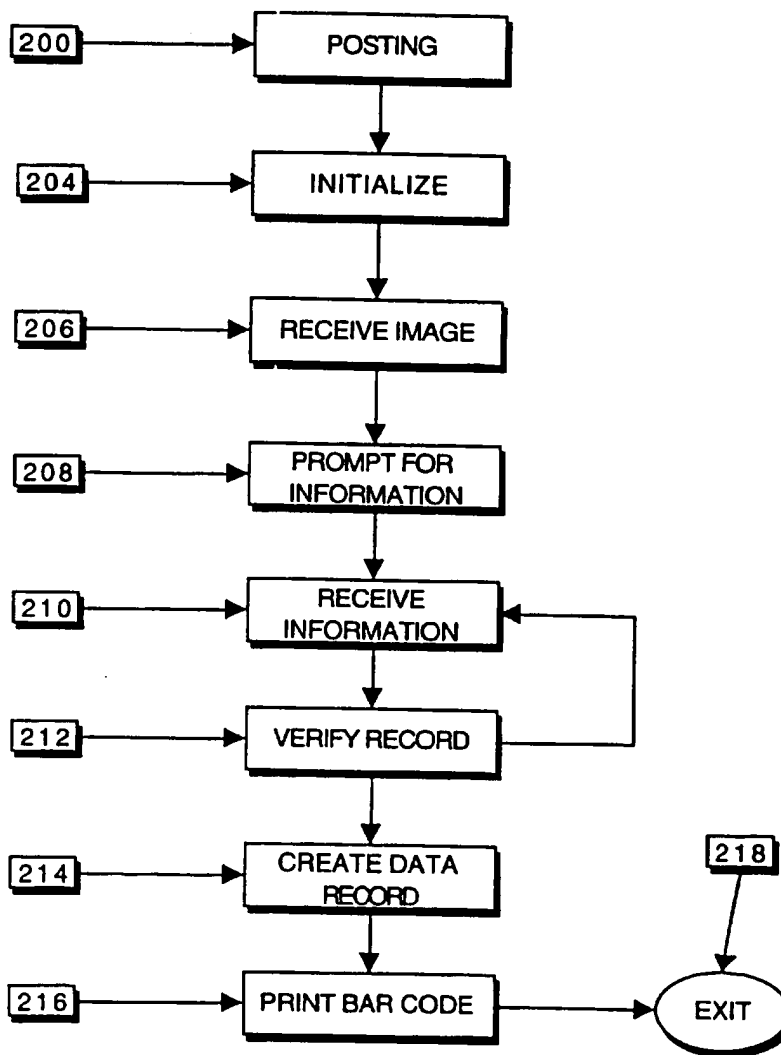 200
POSTING
204
INITIALIZE
206
RECEIVE IMAGE
208
PROMPT FOR
INFORMATION
210
RECEIVE
INFORMATION
212
VERIFY RECORD
214
CREATE DATA
RECORD
218
216
PRINT BAR CODE
EXIT